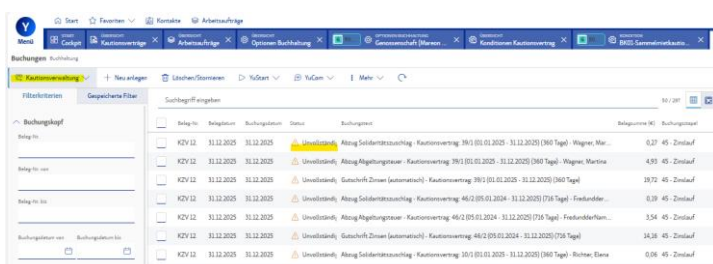 Start Favoriten Kontakte Arbeitsaufträge
Menü
START
Cockpit
ÜBERSICHT
Kautionsverträge
ÜBERSICHT
Arbeitsaufträge
ÜBERSICHT
Optionen Buchhaltung
OPTIONEN BUCHHALTUNG
Genossenschaft [Mareon ...
ÜBERSICHT
Konditionen Kautionsvertrag
BK01-Sammelmietkautio...
Buchungen Buchhaltung
Kautionsverwaltung Neu anlegen Löschen/Stornieren YuStart YuCom Mehr
Filterkriterien Gespeicherte Filter
Suchbegriff eingeben
50 / 297
Buchungskopf
Beleg-Nr. Belegdatum Buchungsdatum Status Buchungstext Belegsumme (€) Buchungsstapel
Beleg-Nr.
KZV 12 31.12.2025 31.12.2025 Unvollständig Abzug Solidaritätszuschlag - Kautionsvertrag: 39/1 (01.01.2025 - 31.12.2025) (360 Tage) - Wagner, Mar... 0,27 45 - Zinslauf
Beleg-Nr. von
KZV 12 31.12.2025 31.12.2025 Unvollständig Abzug Abgeltungsteuer - Kautionsvertrag: 39/1 (01.01.2025 - 31.12.2025) (360 Tage) - Wagner, Martina 4,93 45 - Zinslauf
KZV 12 31.12.2025 31.12.2025 Unvollständig Gutschrift Zinsen (automatisch) - Kautionsvertrag: 39/1 (01.01.2025 - 31.12.2025) (360 Tage) 19,72 45 - Zinslauf
Beleg-Nr. bis
KZV 12 31.12.2025 31.12.2025 Unvollständig Abzug Solidaritätszuschlag - Kautionsvertrag: 46/2 (05.01.2024 - 31.12.2025) (716 Tage) - Fredundder... 0,19 45 - Zinslauf
KZV 12 31.12.2025 31.12.2025 Unvollständig Abzug Abgeltungsteuer - Kautionsvertrag: 46/2 (05.01.2024 - 31.12.2025) (716 Tage) - FredundderNam... 3,54 45 - Zinslauf
Buchungsdatum von Buchungsdatum bis
KZV 12 31.12.2025 31.12.2025 Unvollständig Gutschrift Zinsen (automatisch) - Kautionsvertrag: 46/2 (05.01.2024 - 31.12.2025) (716 Tage) 14,16 45 - Zinslauf
KZV 12 31.12.2025 31.12.2025 Unvollständig Abzug Solidaritätszuschlag - Kautionsvertrag: 10/1 (01.01.2025 - 31.12.2025) (360 Tage) - Richter, Elena 0,06 45 - Zinslauf